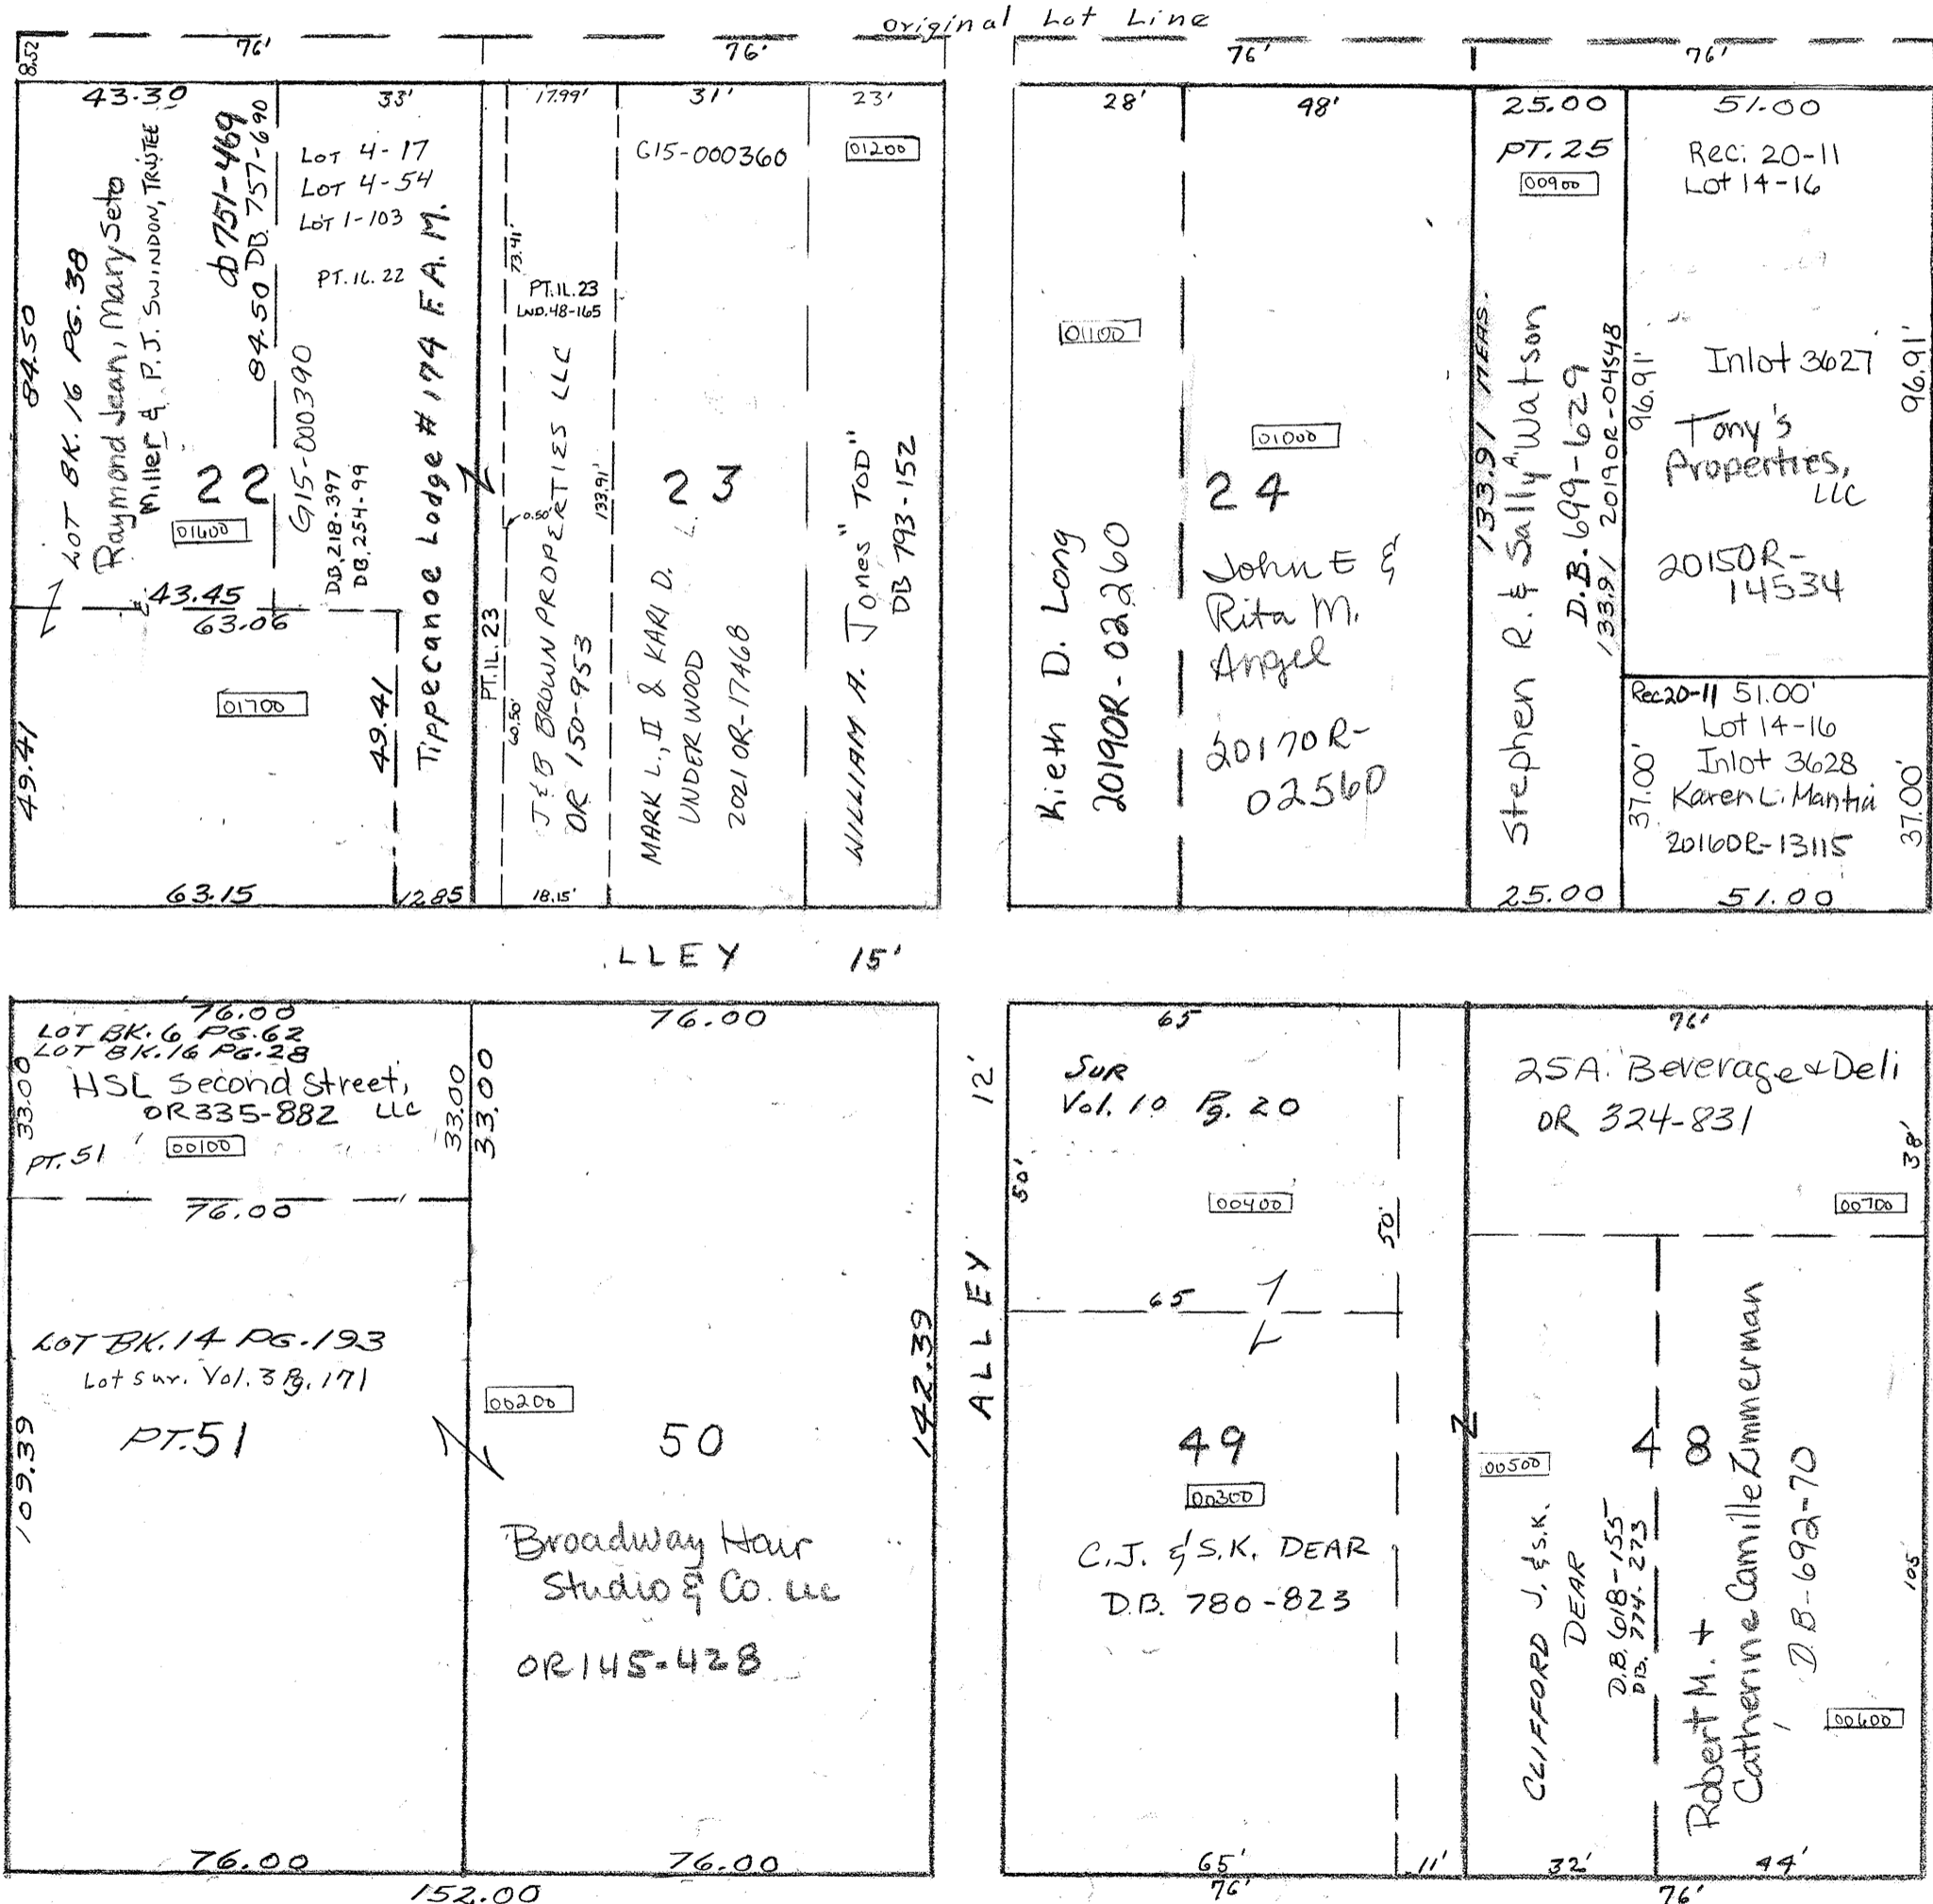 original Lot Line
8.52
76'
76'
76'
76'
43.30
33'
17.99'
31'
23'
28'
48'
25.00
51.00
84.50
LOT BK. 16 PG. 38
Raymond Jean, Mary Seto
Miller & P.J. SWINDON, TRUSTEE
db 751-469
84.50 DB. 757-690
22
01600
43.45
63.06
LOT 4-17
LOT 4-54
LOT 1-103
PT. IL. 22
G15-000390
DB. 218-397
DB. 254-99
Tippecanoe Lodge #174 F.A.M.
49.41
01700
49.41
63.15
12.85
PT. IL. 23
73.41'
0.50'
60.50'
PT. IL. 23
LND. 48-165
J & B BROWN PROPERTIES LLC
OR 150-953
133.91'
18.15'
G15-000360
23
MARK L., II & KARI D. L.
UNDERWOOD
2021OR-17468
01200
WILLIAM A. Jones "TOD"
DB 793-152
01100
Kieth D. Long
2019OR-02260
01000
24
John E &
Rita M.
Angel
2017OR-
02560
133.91 MEAS.
PT. 25
00900
Stephen R. & Sally A. Watson
D.B. 699-629
133.91 2019OR-04548
25.00
Rec: 20-11
Lot 14-16
96.91'
96.91'
Inlot 3627
Tony's
Properties,
LLC
2015OR-
14534
Rec 20-11 51.00'
Lot 14-16
Inlot 3628
Karen L. Mantia
2016OR-13115
37.00'
37.00'
51.00
LLEY 15'
76.00
LOT BK. 6 PG. 62
LOT BK. 16 PG. 28
HSL Second Street,
OR 335-882 LLC
00100
PT. 51
33.00
33.00
33.00
76.00
LOT BK. 14 PG. 193
Lot Sur. Vol. 3 Pg. 171
PT. 51
109.39
76.00
76.00
00200
50
Broadway Hair
Studio & Co. LLC
OR 145-428
142.39
76.00
152.00
ALLEY 12'
65
Sur
Vol. 10 Pg. 20
50'
00400
50'
65
49
00300
C.J. & S.K. DEAR
D.B. 780-823
65'
11'
76'
76'
25A. Beverage & Deli
OR 324-831
38'
00700
00500
48
CLIFFORD J. & S.K.
DEAR
D.B. 618-155
D.B. 774-273
Robert M. +
Catherine Camille Zimmerman
D.B-692-70
105
00600
32'
44'
76'